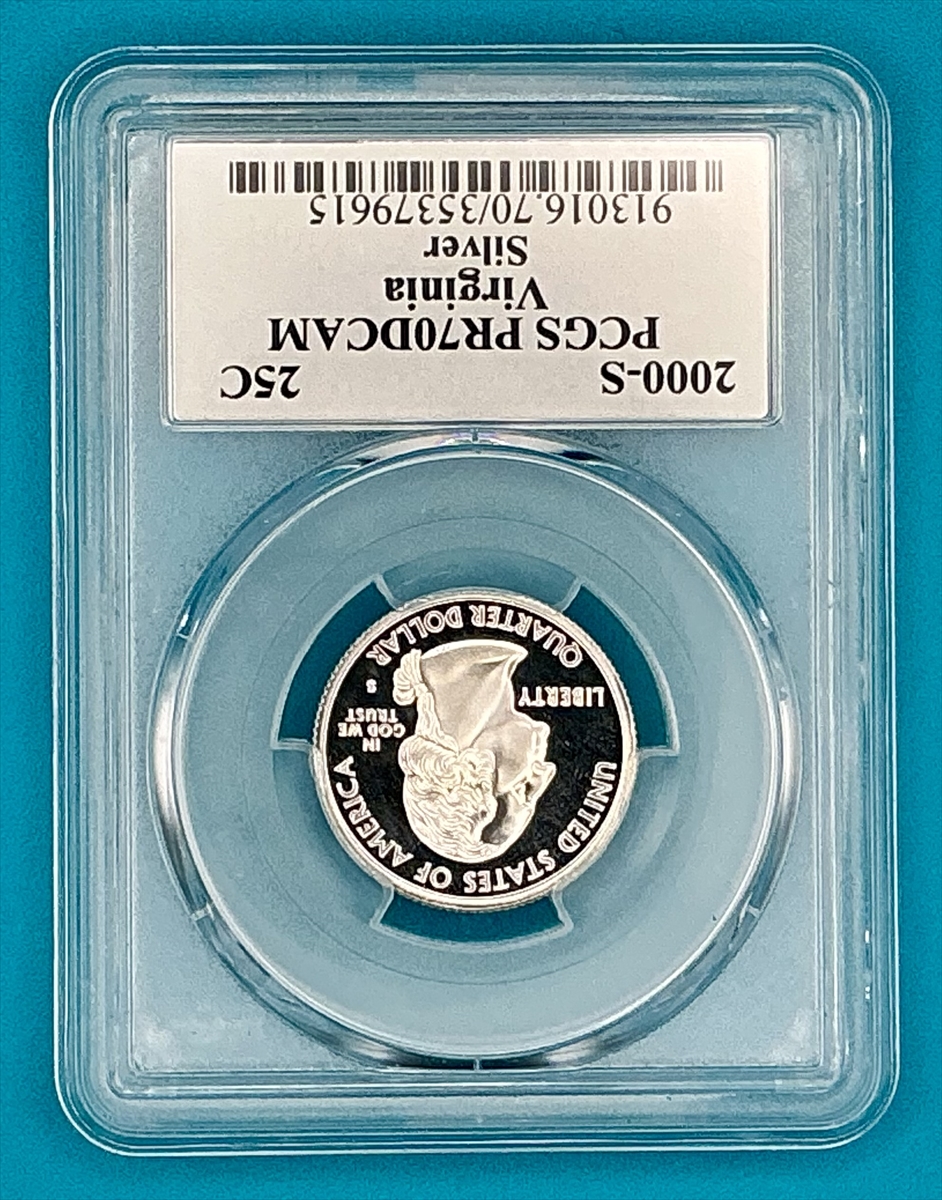 2000-S 25C
PCGS PR70DCAM
Virginia
Silver
913016.70/35379615
UNITED STATES OF AMERICA
LIBERTY
IN
GOD WE
TRUST
S
QUARTER DOLLAR